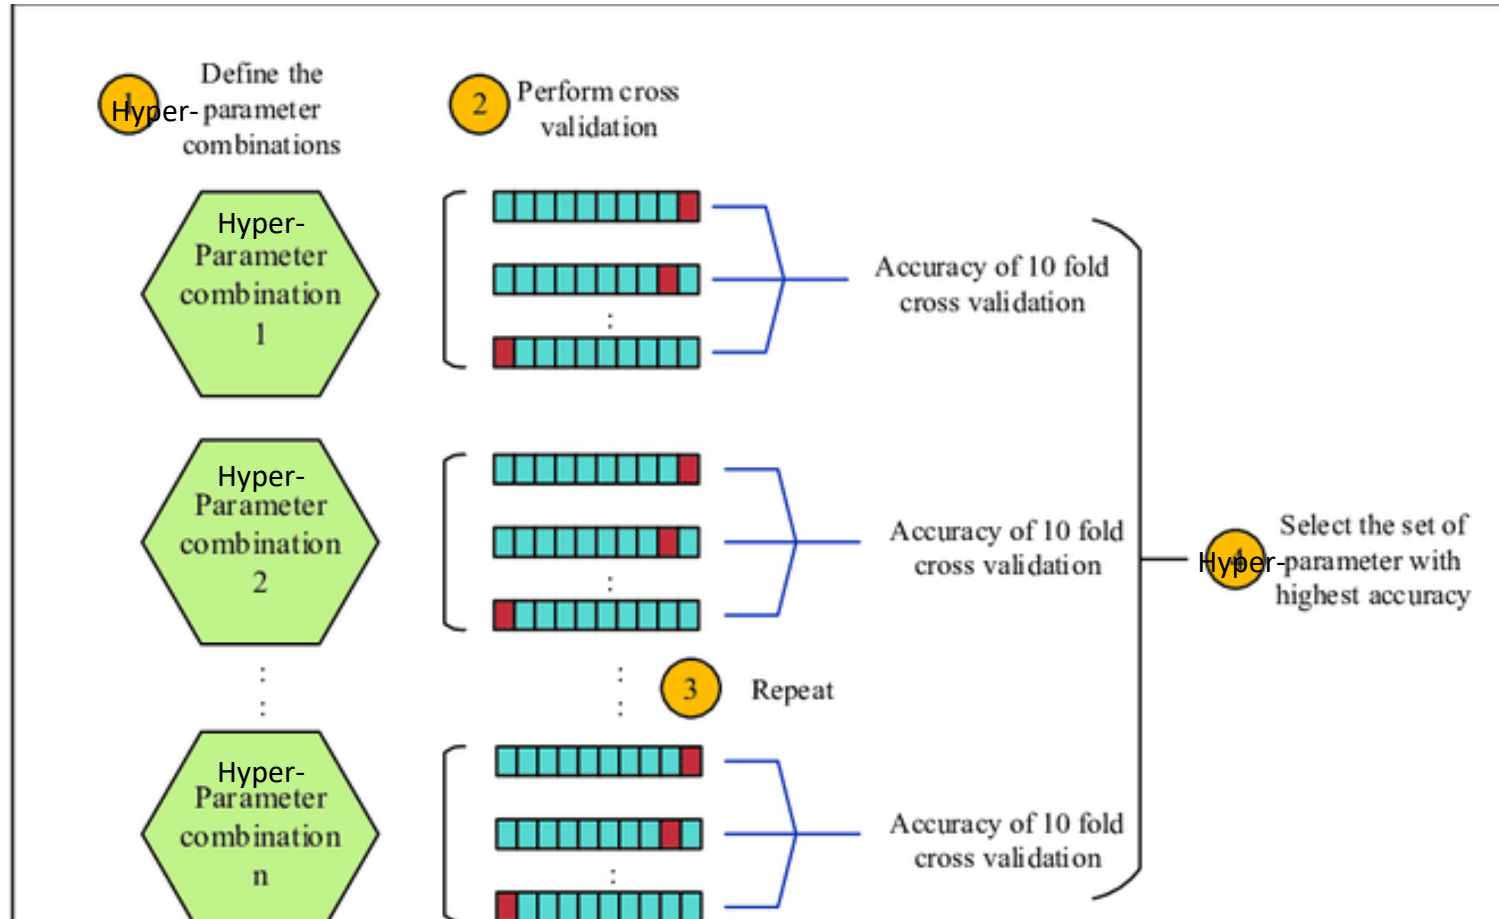 1
Define the
Hyper-parameter
combinations
2
Perform cross
validation
Hyper-
Parameter
combination
1
:
Accuracy of 10 fold
cross validation
Hyper-
Parameter
combination
2
:
Accuracy of 10 fold
cross validation
:
:
:
:
3
Repeat
Hyper-
Parameter
combination
n
:
Accuracy of 10 fold
cross validation
4
Select the set of
Hyper-parameter with
highest accuracy